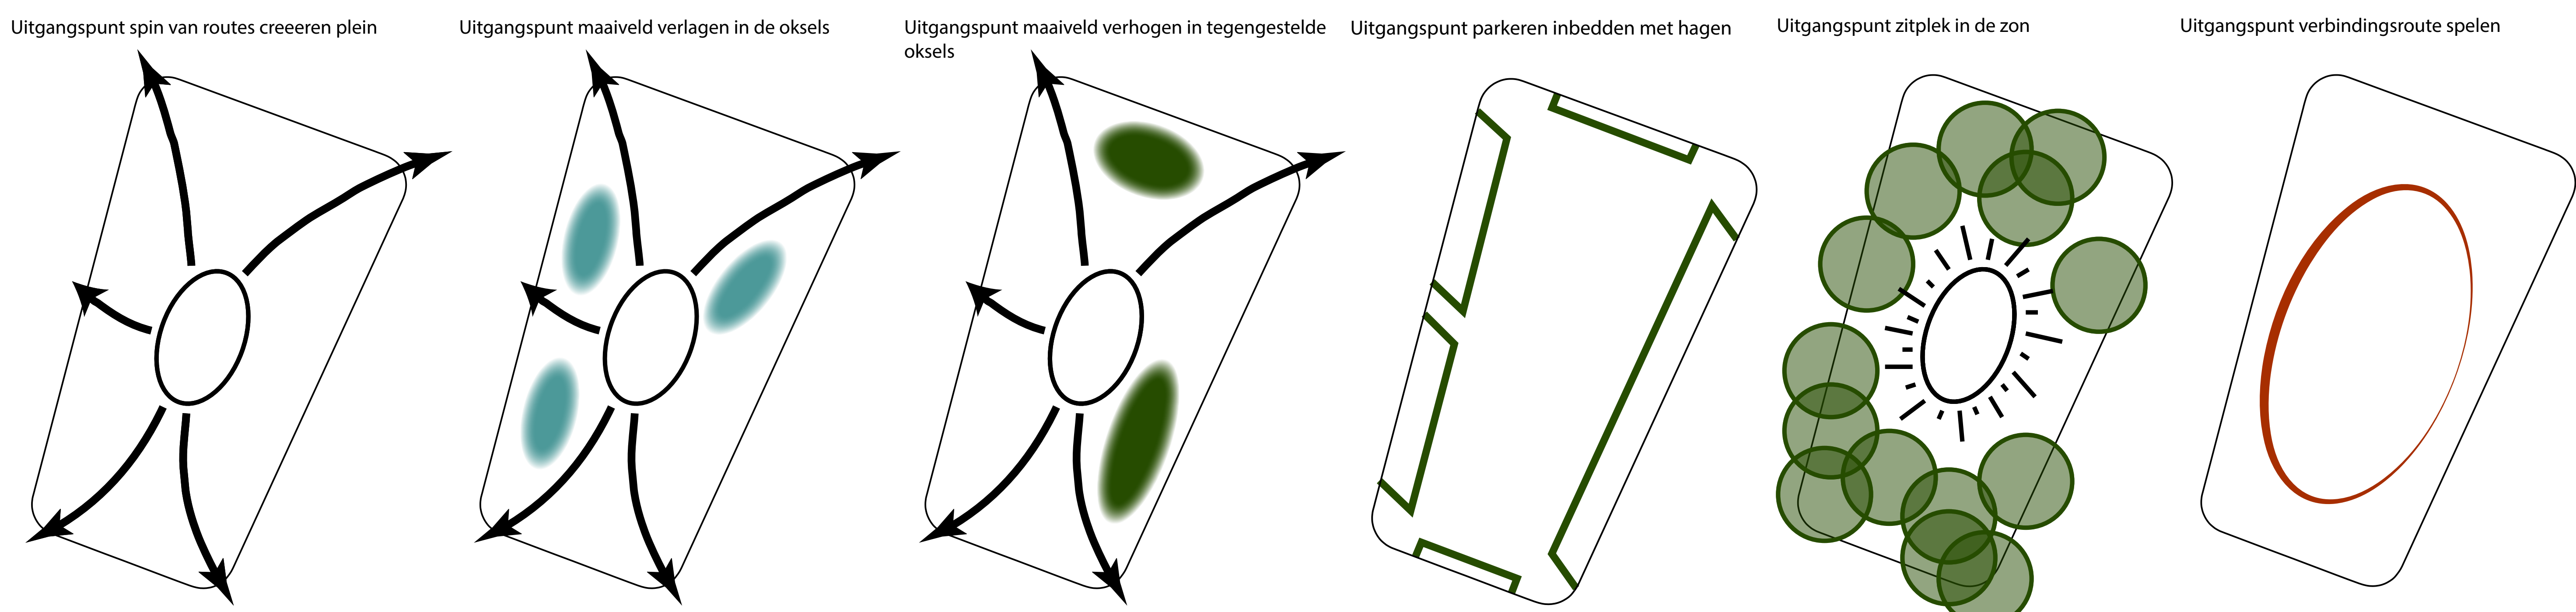 Uitgangspunt spin van routes creeeren plein
Uitgangspunt maaiveld verlagen in de oksels
Uitgangspunt maaiveld verhogen in tegengestelde
oksels
Uitgangspunt parkeren inbedden met hagen
Uitgangspunt zitplek in de zon
Uitgangspunt verbindingsroute spelen